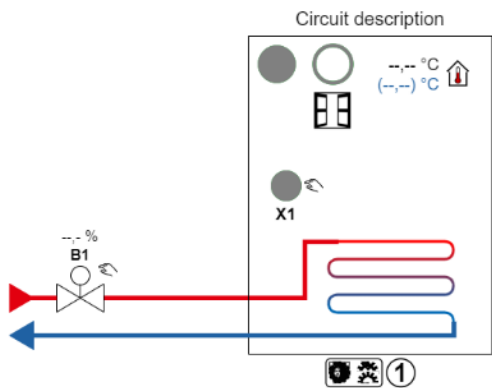 Circuit description
--,-- °C
(--,--) °C
X1
--,- %
B1
1